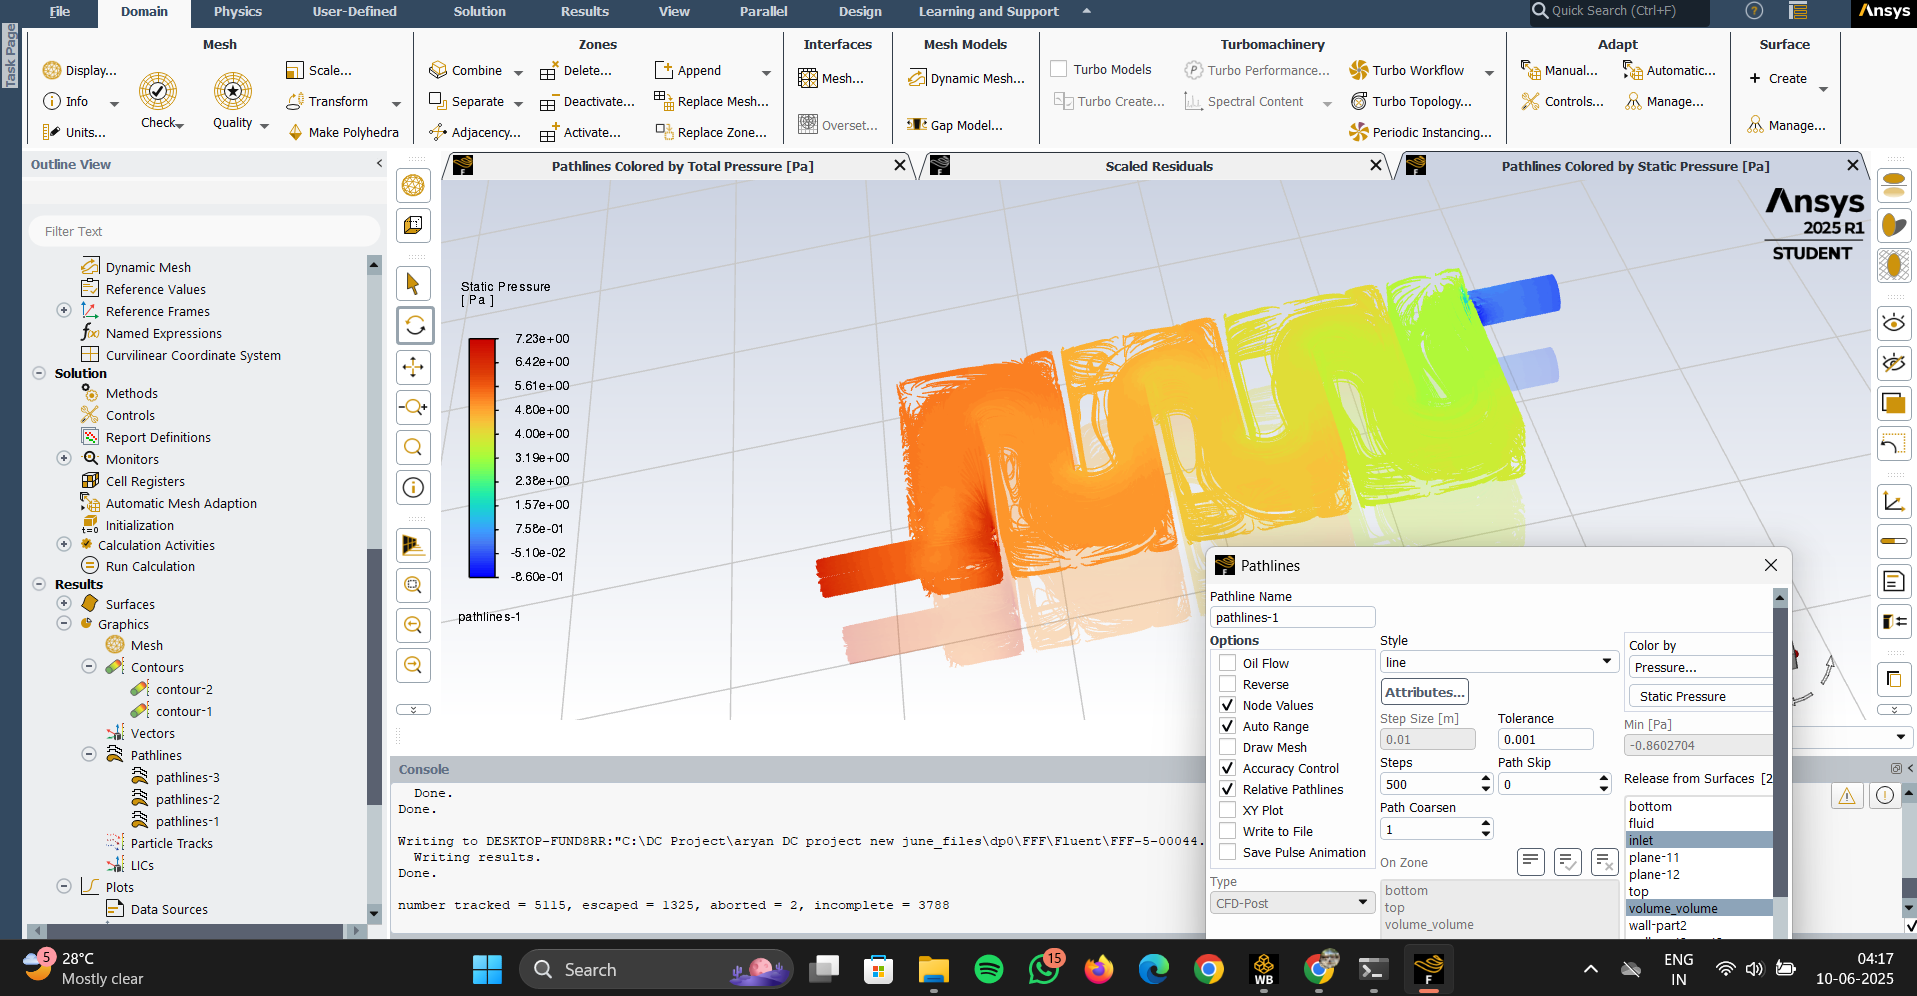 File Domain Physics User-Defined Solution Results View Parallel Design Learning and Support Quick Search (Ctrl+F) Ansys
Task Page
Mesh
Display...
Info
Units...
Check
Quality
Scale...
Transform
Make Polyhedra
Zones
Combine
Separate
Adjacency...
Delete...
Deactivate...
Activate...
Append
Replace Mesh...
Replace Zone...
Interfaces
Mesh...
Overset...
Mesh Models
Dynamic Mesh...
Gap Model...
Turbomachinery
Turbo Models
Turbo Create...
Turbo Performance...
Spectral Content
Turbo Workflow
Turbo Topology...
Periodic Instancing...
Adapt
Manual...
Controls...
Automatic...
Manage...
Surface
+ Create
Manage...
Outline View
Filter Text
Dynamic Mesh
Reference Values
Reference Frames
Named Expressions
Curvilinear Coordinate System
Solution
Methods
Controls
Report Definitions
Monitors
Cell Registers
Automatic Mesh Adaption
Initialization
Calculation Activities
Run Calculation
Results
Surfaces
Graphics
Mesh
Contours
contour-2
contour-1
Vectors
Pathlines
pathlines-3
pathlines-2
pathlines-1
Particle Tracks
LICs
Plots
Data Sources
Pathlines Colored by Total Pressure [Pa]
Scaled Residuals
Pathlines Colored by Static Pressure [Pa]
Ansys
2025 R1
STUDENT
Static Pressure
[ Pa ]
7.23e+00
6.42e+00
5.61e+00
4.80e+00
4.00e+00
3.19e+00
2.38e+00
1.57e+00
7.58e-01
-5.10e-02
-8.60e-01
pathlines-1
Console
Done.
Done.
Writing to DESKTOP-FUND8RR:"C:\DC Project\aryan DC project new june_files\dp0\FFF\Fluent\FFF-5-00044.
Writing results.
Done.
number tracked = 5115, escaped = 1325, aborted = 2, incomplete = 3788
Pathlines
Pathline Name
pathlines-1
Options
Oil Flow
Reverse
Node Values
Auto Range
Draw Mesh
Accuracy Control
Relative Pathlines
XY Plot
Write to File
Save Pulse Animation
Type
CFD-Post
Style
line
Attributes...
Step Size [m]
0.01
Tolerance
0.001
Steps
500
Path Skip
0
Path Coarsen
1
On Zone
bottom
top
volume_volume
Color by
Pressure...
Static Pressure
Min [Pa]
-0.8602704
Release from Surfaces [2
bottom
fluid
inlet
plane-11
plane-12
top
volume_volume
wall-part2
5
28°C
Mostly clear
Search
15
WB
ENG
IN
04:17
10-06-2025